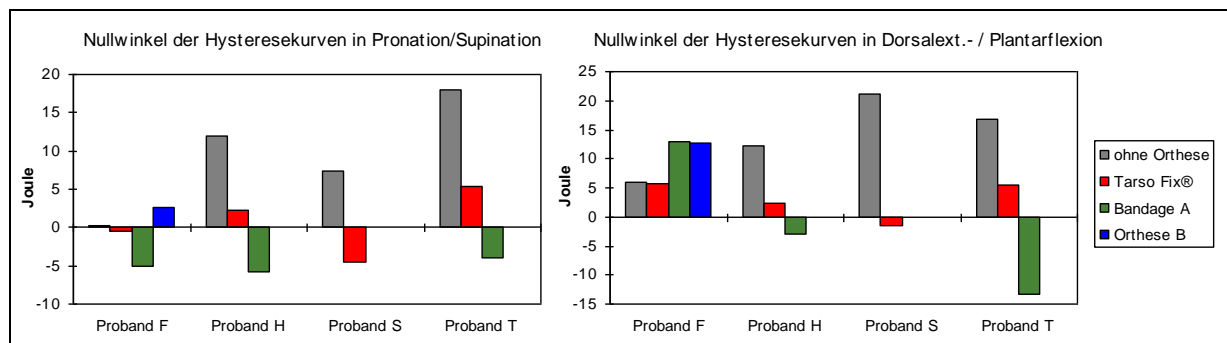 Nullwinkel der Hysteresekurven in Pronation/Supination
20
15
10
5
0
-5
-10
Joule
Proband F Proband H Proband S Proband T
Nullwinkel der Hysteresekurven in Dorsalext.- / Plantarflexion
25
20
15
10
5
0
-5
-10
-15
Joule
Proband F Proband H Proband S Proband T
ohne Orthese
Tarso Fix®
Bandage A
Orthese B